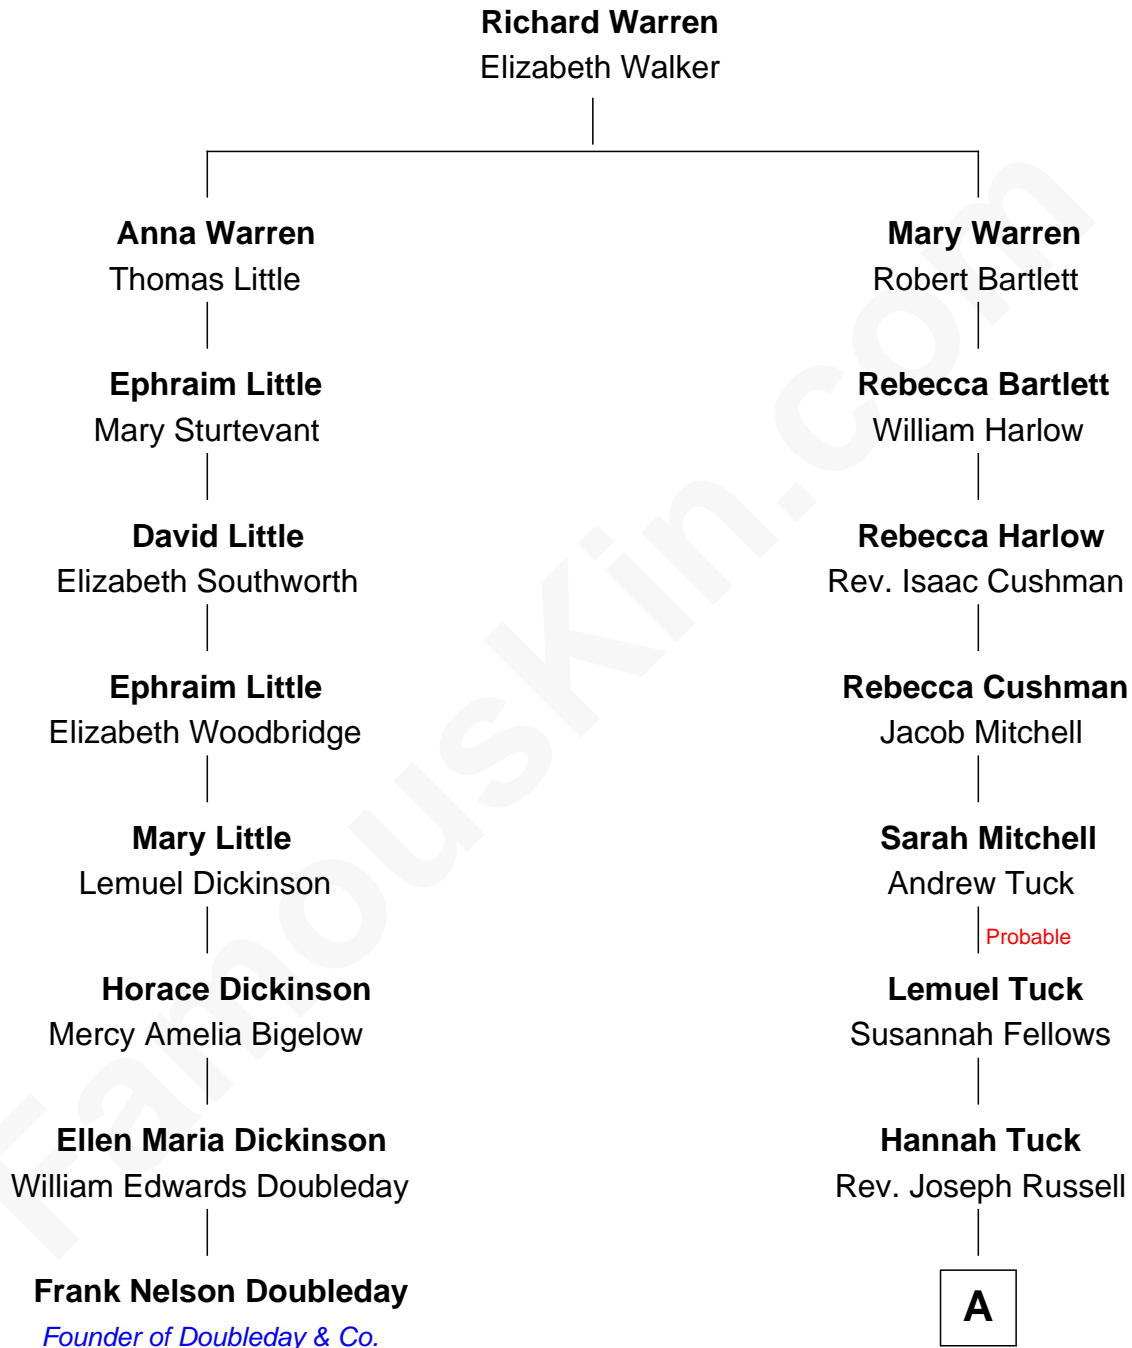 Richard Warren
Elizabeth Walker
Anna Warren
Thomas Little
Mary Warren
Robert Bartlett
Ephraim Little
Mary Sturtevant
Rebecca Bartlett
William Harlow
David Little
Elizabeth Southworth
Rebecca Harlow
Rev. Isaac Cushman
Ephraim Little
Elizabeth Woodbridge
Rebecca Cushman
Jacob Mitchell
Mary Little
Lemuel Dickinson
Sarah Mitchell
Andrew Tuck
Probable
Horace Dickinson
Mercy Amelia Bigelow
Lemuel Tuck
Susannah Fellows
Ellen Maria Dickinson
William Edwards Doubleday
Hannah Tuck
Rev. Joseph Russell
Frank Nelson Doubleday
Founder of Doubleday & Co.
A
FamousKin.com